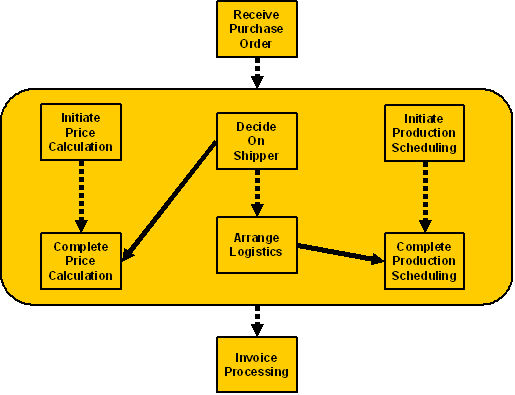 Receive
Purchase
Order
Initiate
Price
Calculation
Decide
On
Shipper
Initiate
Production
Scheduling
Complete
Price
Calculation
Arrange
Logistics
Complete
Production
Scheduling
Invoice
Processing